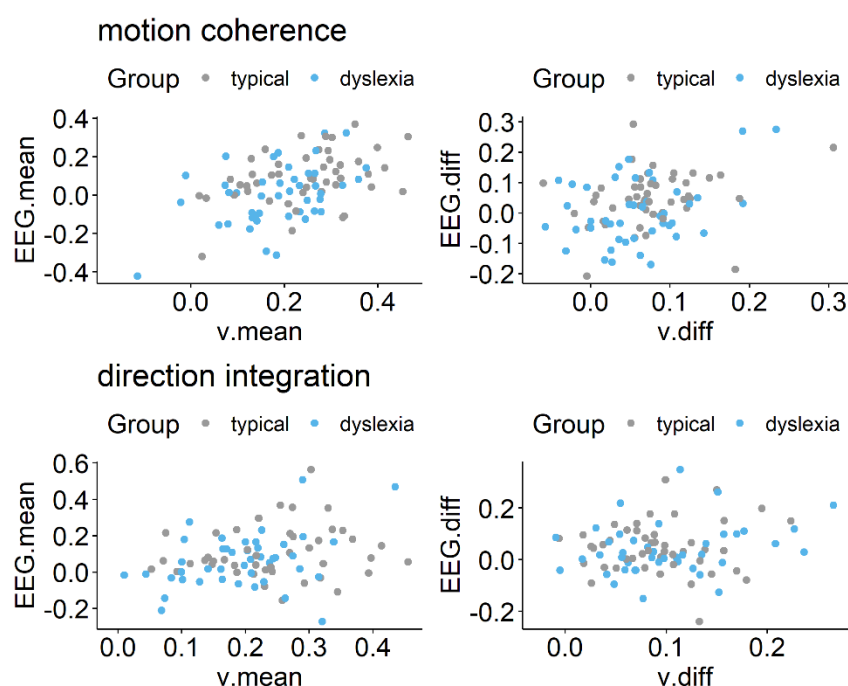 motion coherence
Group typical dyslexia Group typical dyslexia
EEG.mean
0.4
0.2
0.0
-0.2
-0.4
0.0 0.2 0.4
v.mean
EEG.diff
0.3
0.2
0.1
0.0
-0.1
-0.2
0.0 0.1 0.2 0.3
v.diff
direction integration
Group typical dyslexia Group typical dyslexia
EEG.mean
0.6
0.4
0.2
0.0
-0.2
0.0 0.1 0.2 0.3 0.4
v.mean
EEG.diff
0.2
0.0
-0.2
0.0 0.1 0.2
v.diff